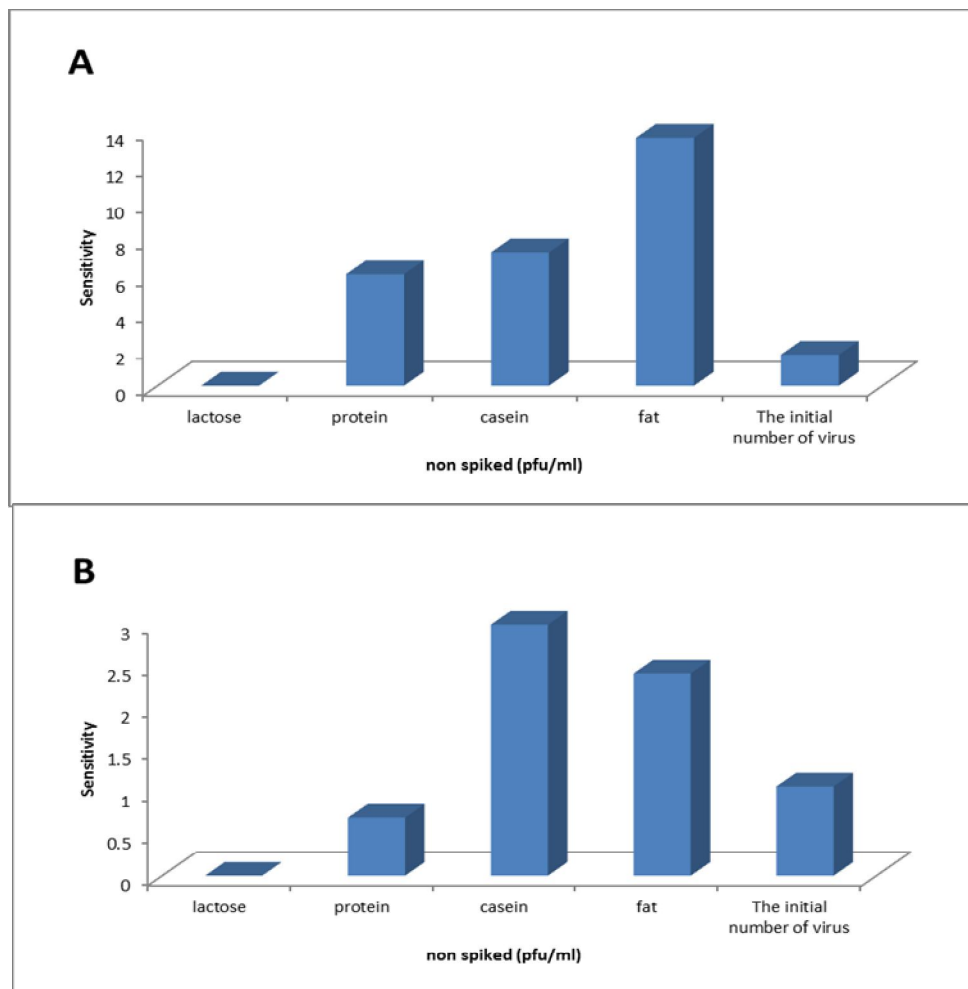 A
14
12
10
8
6
4
2
0
Sensitivity
lactose protein casein fat The initial
number of virus
non spiked (pfu/ml)
B
3
2.5
2
1.5
1
0.5
0
Sensitivity
lactose protein casein fat The initial
number of virus
non spiked (pfu/ml)